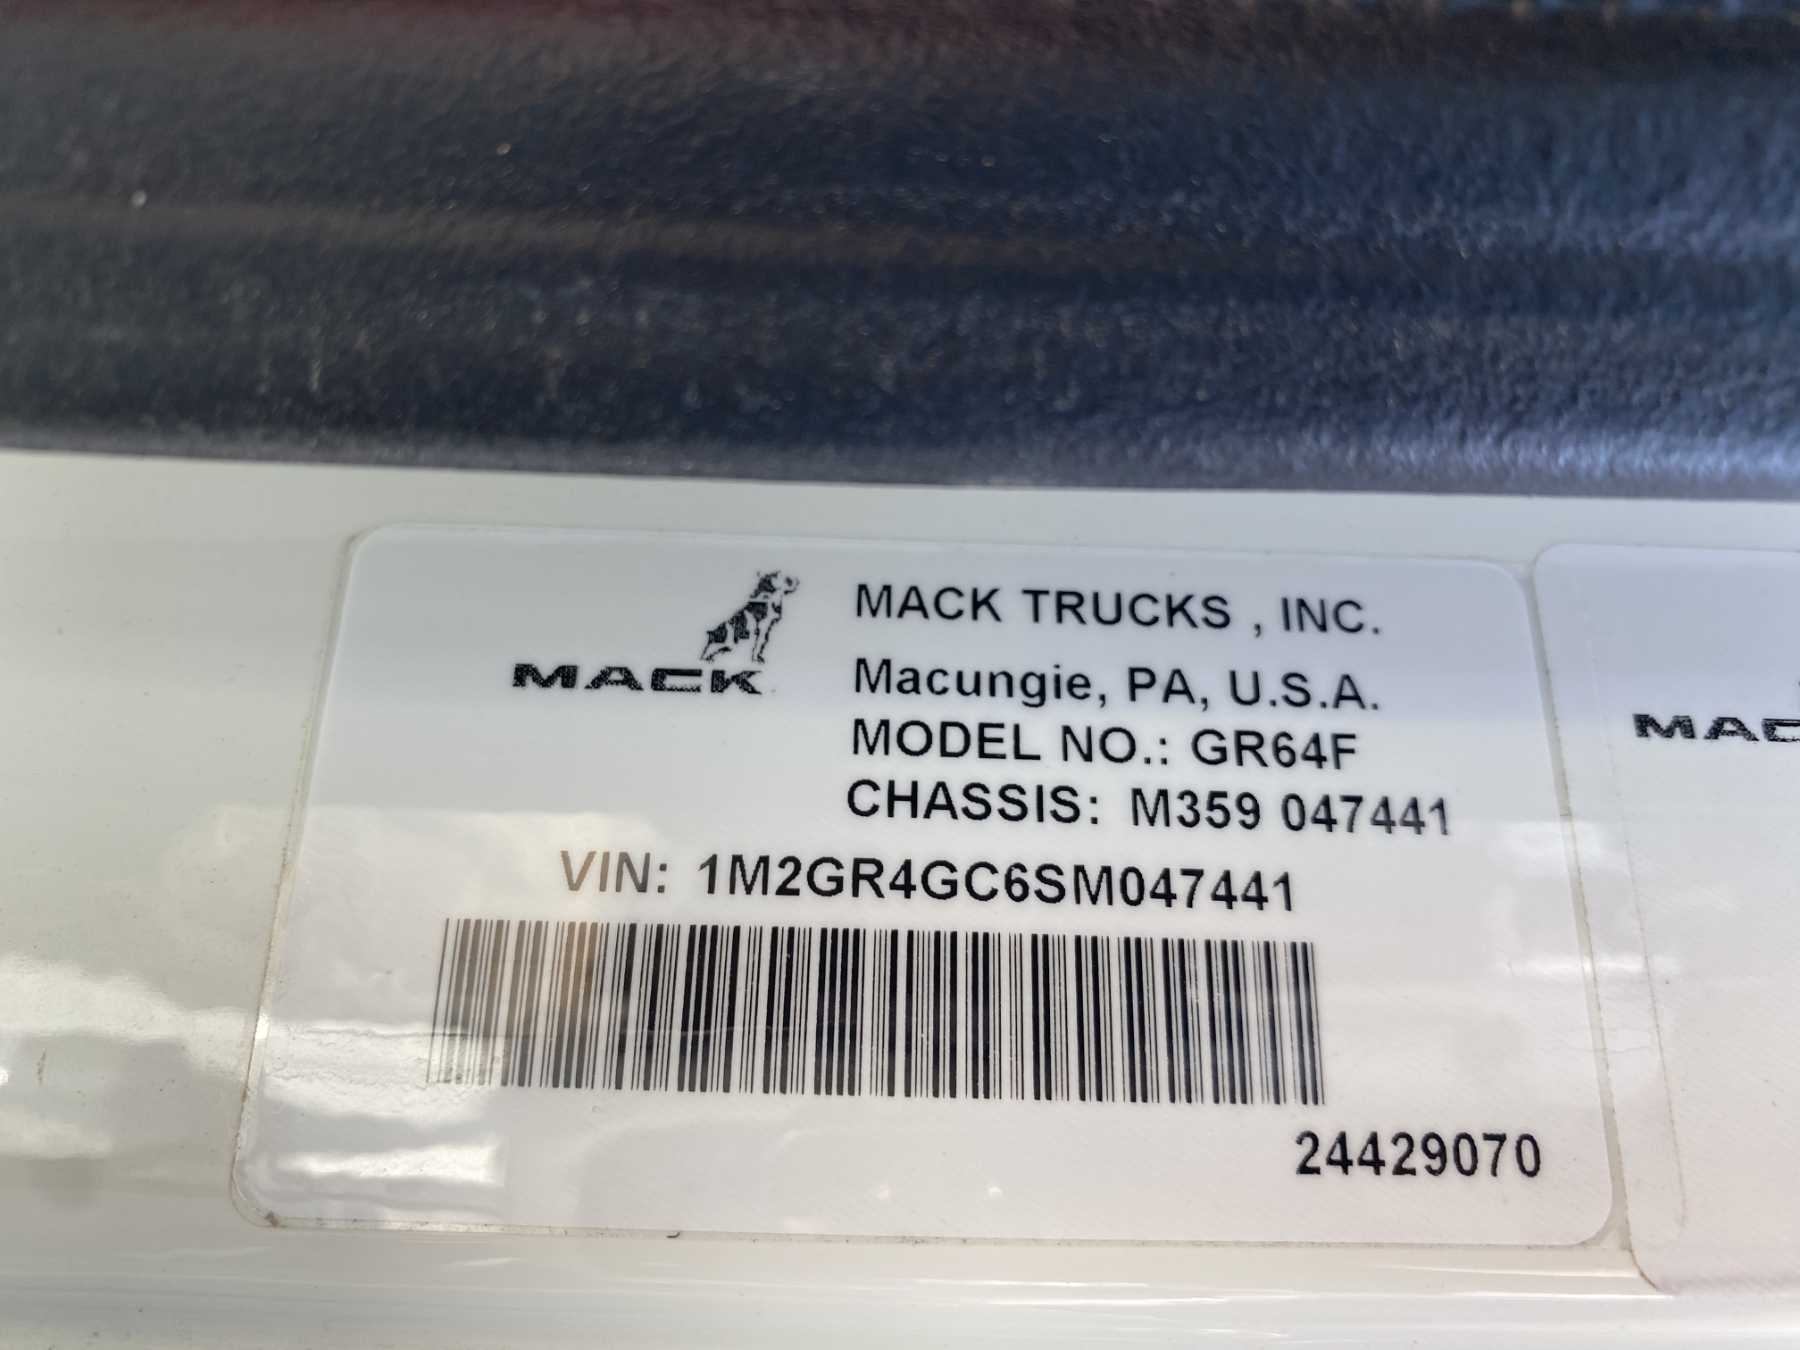 MACK
MACK TRUCKS , INC.
Macungie, PA, U.S.A.
MODEL NO.: GR64F
CHASSIS: M359 047441
VIN: 1M2GR4GC6SM047441
24429070
MAC